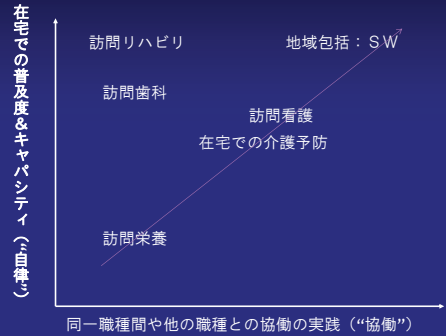 在宅での普及度＆キャパシティ（“自律”）
訪問リハビリ
地域包括：ＳＷ
訪問歯科
訪問看護
在宅での介護予防
訪問栄養
同一職種間や他の職種との協働の実践（“協働”）